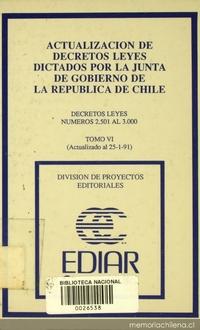 ACTUALIZACION DE
DECRETOS LEYES
DICTADOS POR LA JUNTA
DE GOBIERNO DE
LA REPUBLICA DE CHILE
DECRETOS LEYES
NUMEROS 2,501 AL 3.000
TOMO VI
(Actualizado al 25-1-91)
DIVISION DE PROYECTOS
EDITORIALES
EDIAR
BIBLIOTECA NACIONAL
0026538
memoriachilena.cl